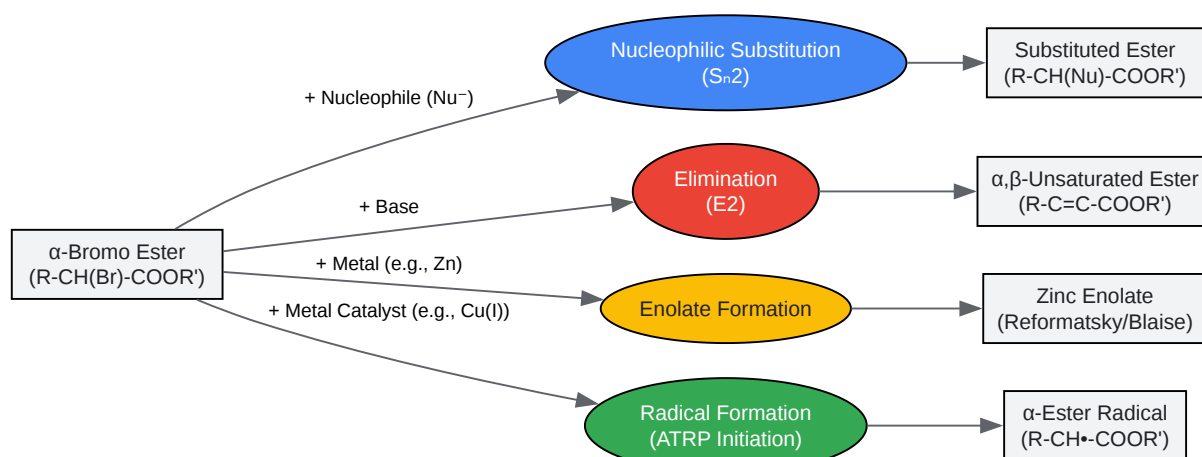 Nucleophilic Substitution
(Sₙ2)
Substituted Ester
(R-CH(Nu)-COOR')
+ Nucleophile (Nu⁻)
Elimination
(E2)
α,β-Unsaturated Ester
(R-C=C-COOR')
+ Base
α-Bromo Ester
(R-CH(Br)-COOR')
+ Metal (e.g., Zn)
Enolate Formation
Zinc Enolate
(Reformatsky/Blaise)
+ Metal Catalyst (e.g., Cu(I))
Radical Formation
(ATRP Initiation)
α-Ester Radical
(R-CH•-COOR')